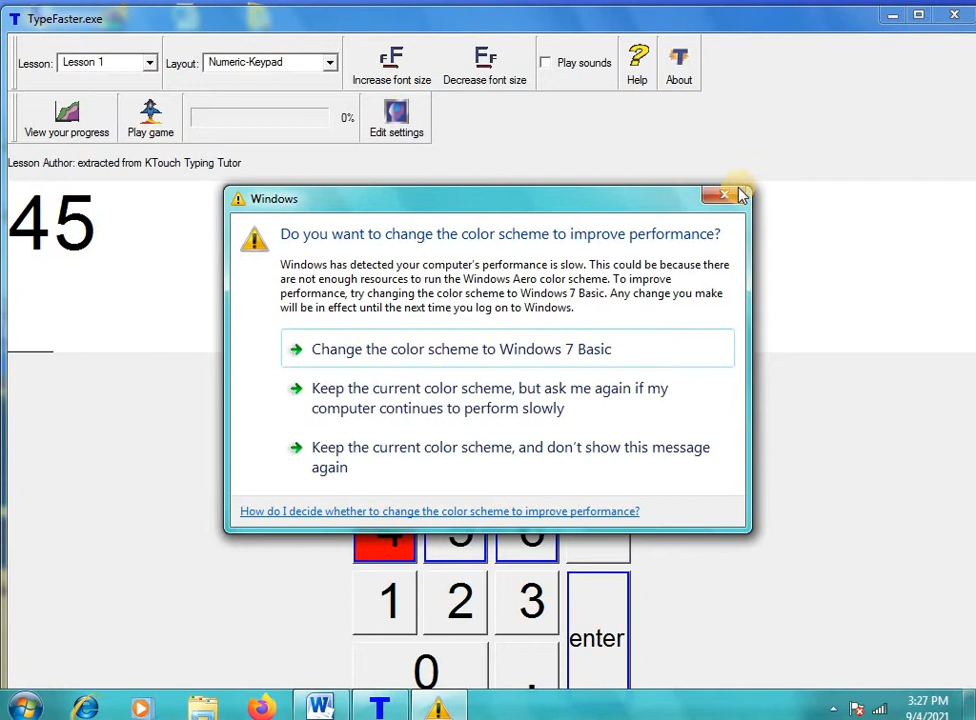 TypeFaster.exe
Lesson: Lesson 1 Layout: Numeric-Keypad Increase font size Decrease font size Play sounds Help About
View your progress Play game 0% Edit settings
Lesson Author: extracted from KTouch Typing Tutor
45
Windows
Do you want to change the color scheme to improve performance?
Windows has detected your computer's performance is slow. This could be because there
are not enough resources to run the Windows Aero color scheme. To improve
performance, try changing the color scheme to Windows 7 Basic. Any change you make
will be in effect until the next time you log on to Windows.
Change the color scheme to Windows 7 Basic
Keep the current color scheme, but ask me again if my
computer continues to perform slowly
Keep the current color scheme, and don't show this message
again
How do I decide whether to change the color scheme to improve performance?
4 5 6
1 2 3
enter
0 .
3:27 PM
9/4/2021